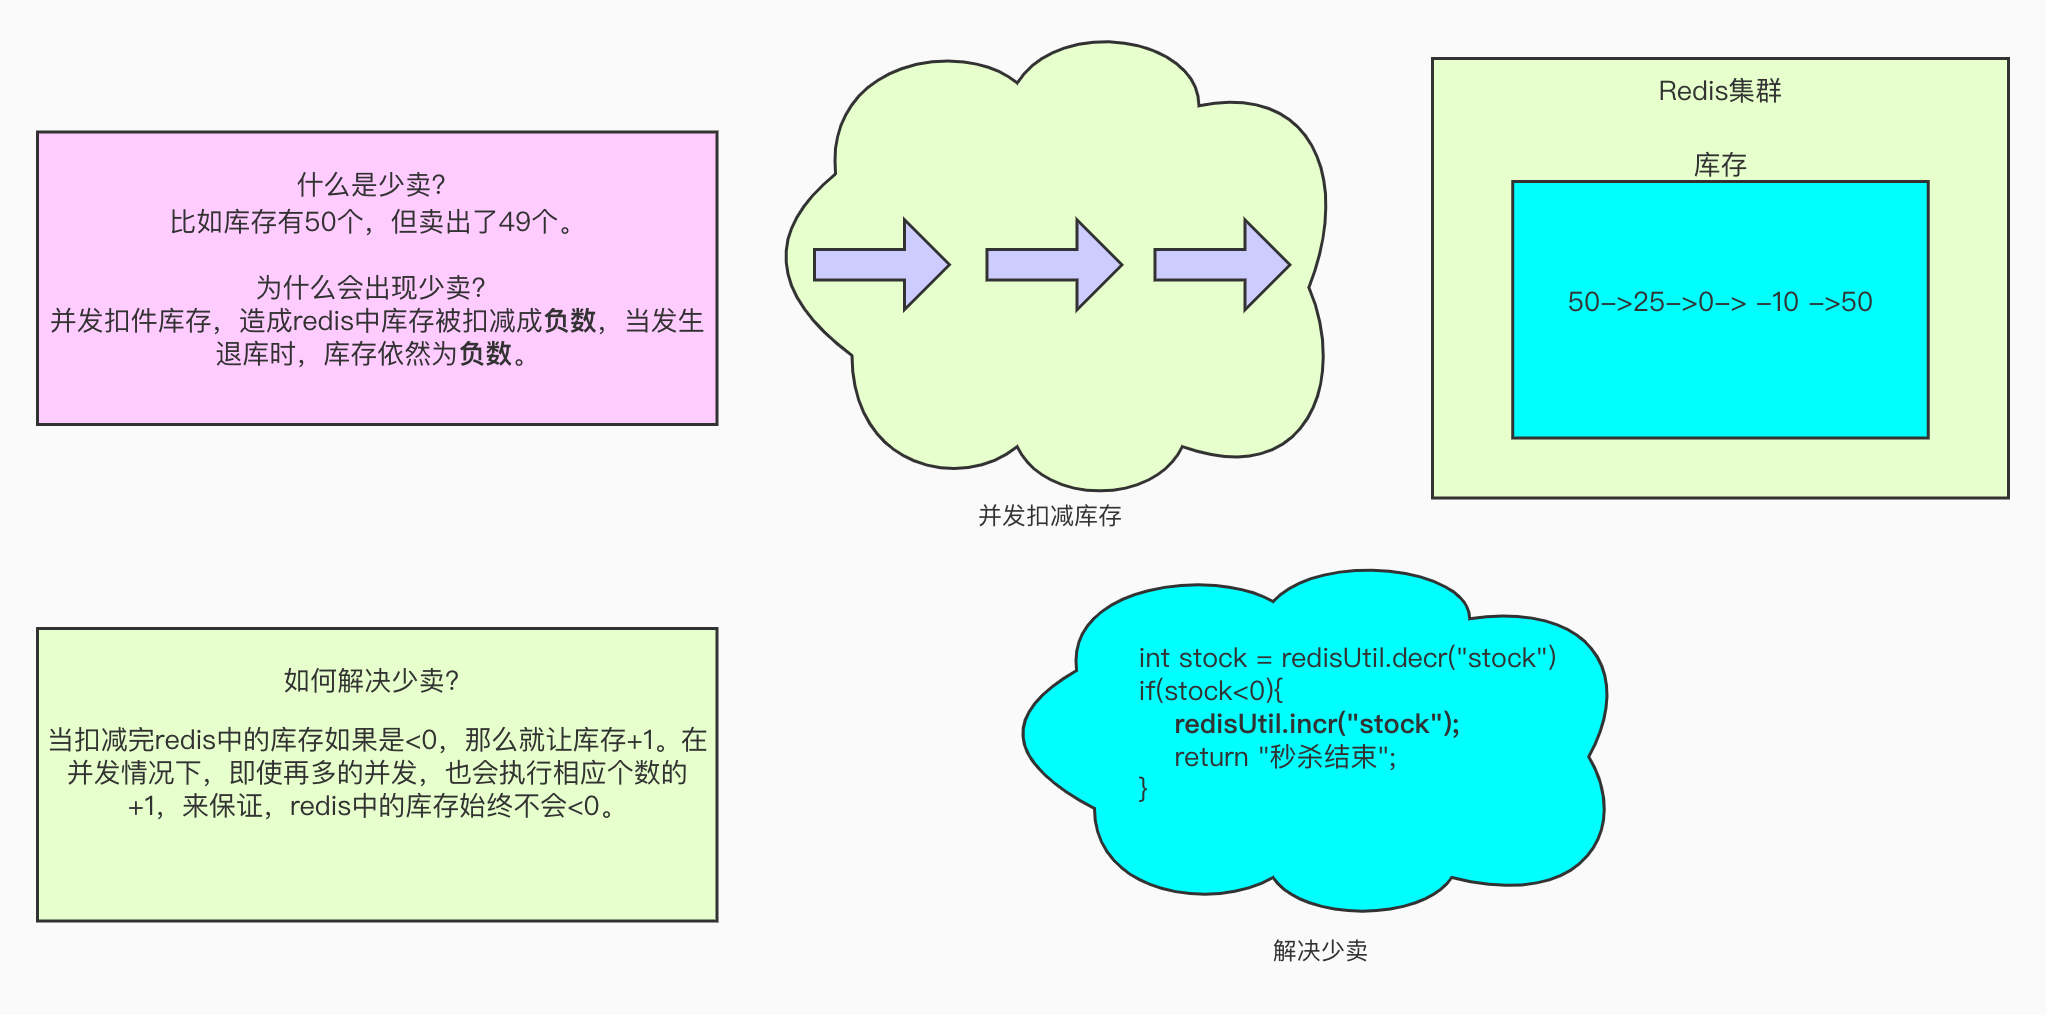 什么是少卖?
比如库存有50个，但卖出了49个。
为什么会出现少卖?
并发扣件库存，造成redis中库存被扣减成负数，当发生
退库时，库存依然为负数。
并发扣减库存
Redis集群
库存
50->25->0-> -10 ->50
如何解决少卖?
当扣减完redis中的库存如果是<0，那么就让库存+1。在
并发情况下，即使再多的并发，也会执行相应个数的
+1，来保证，redis中的库存始终不会<0。
int stock = redisUtil.decr("stock")
if(stock<0){
redisUtil.incr("stock");
return "秒杀结束";
}
解决少卖